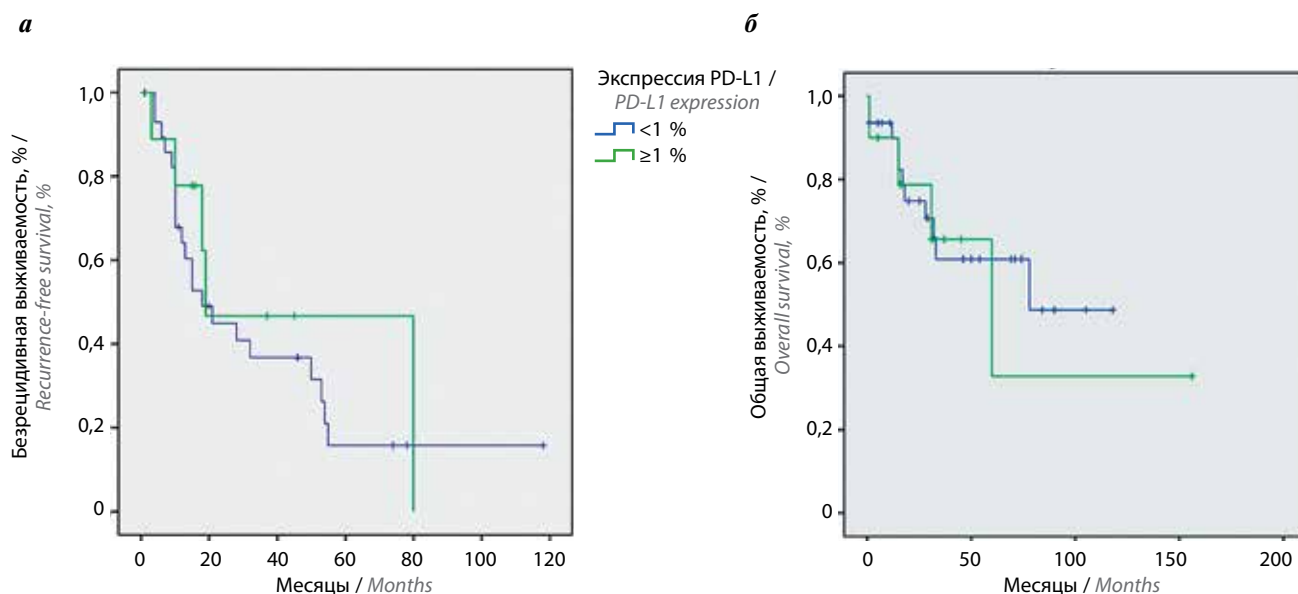 а
Безрецидивная выживаемость, % /
Recurrence-free survival, %
1,0
0,8
0,6
0,4
0,2
0
0 20 40 60 80 100 120
Месяцы / Months
Экспрессия PD-L1 /
PD-L1 expression
<1 %
≥1 %
б
Общая выживаемость, % /
Overall survival, %
1,0
0,8
0,6
0,4
0,2
0
0 50 100 150 200
Месяцы / Months